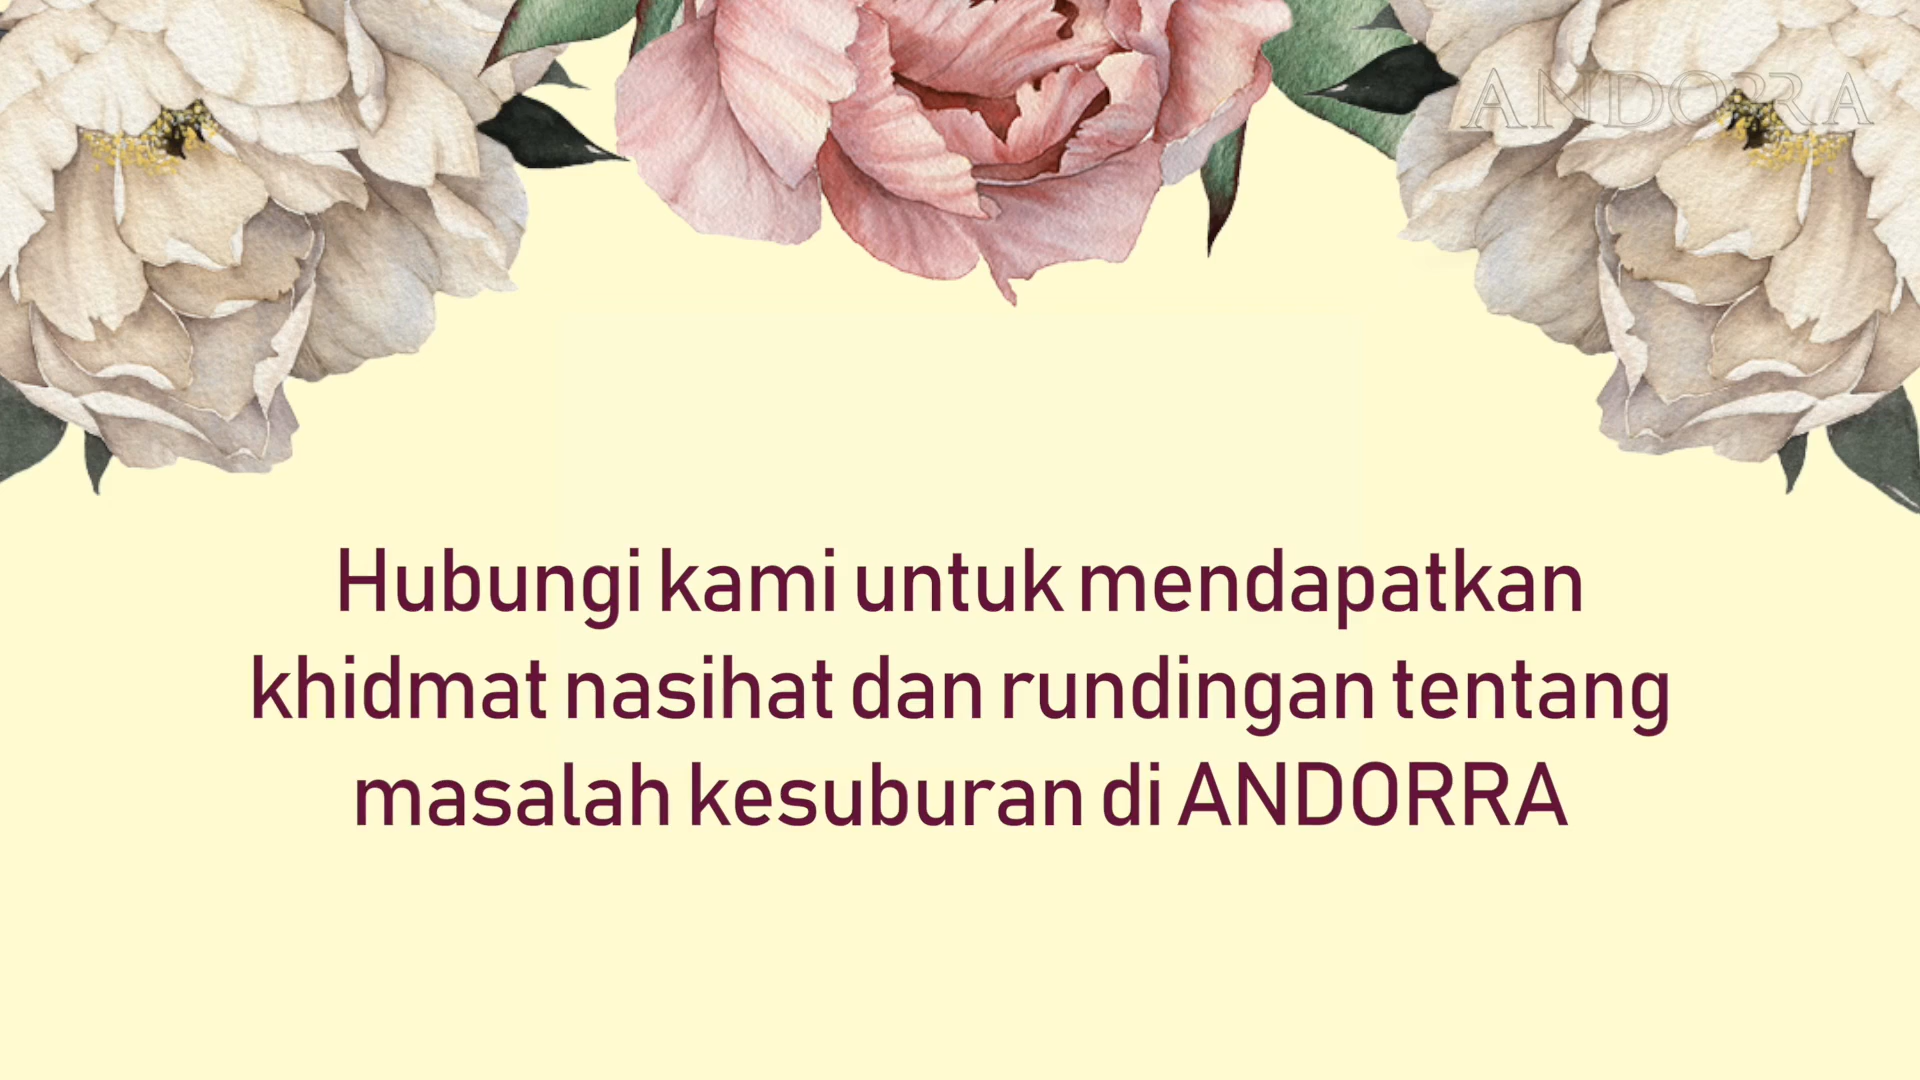 ANDORRA
Hubungi kami untuk mendapatkan
khidmat nasihat dan rundingan tentang
masalah kesuburan di ANDORRA